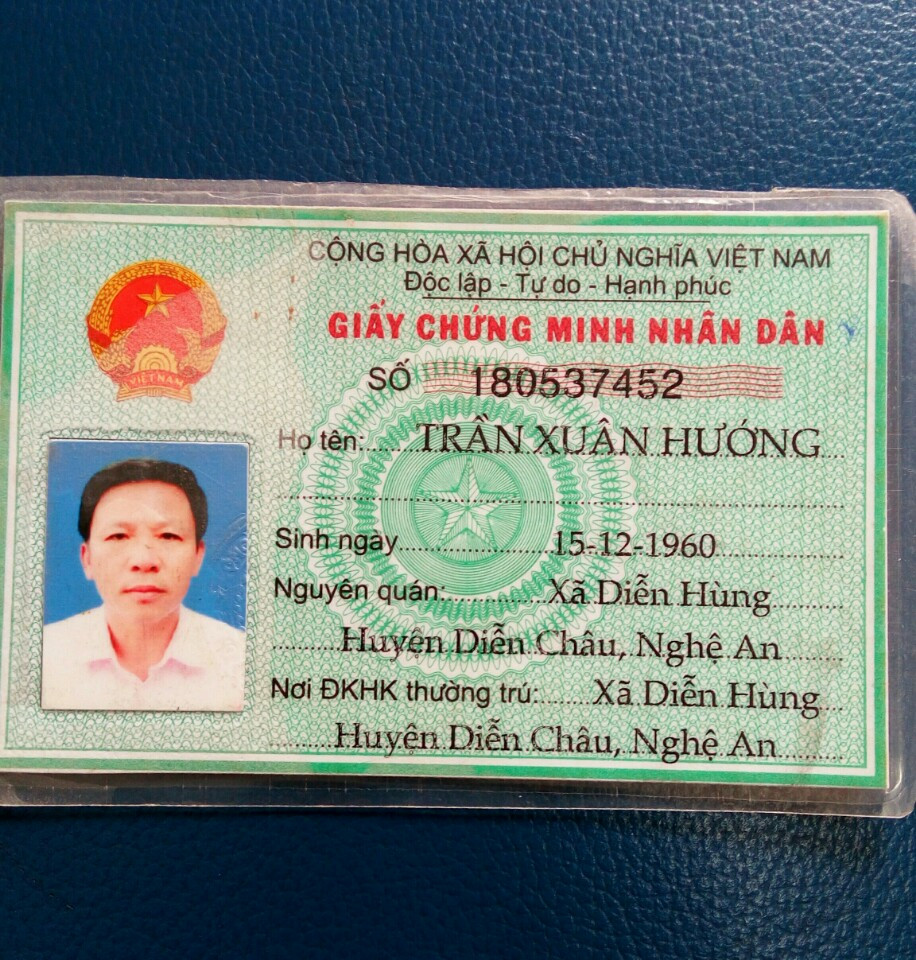 CỘNG HÒA XÃ HỘI CHỦ NGHĨA VIỆT NAM
Độc lập - Tự do - Hạnh phúc
GIẤY CHỨNG MINH NHÂN DÂN
SỐ 180537452
VIỆT NAM
Họ tên: TRẦN XUÂN HƯỚNG
Sinh ngày 15-12-1960
Nguyên quán: Xã Diễn Hùng
Huyện Diễn Châu, Nghệ An
Nơi ĐKHK thường trú: Xã Diễn Hùng
Huyện Diễn Châu, Nghệ An